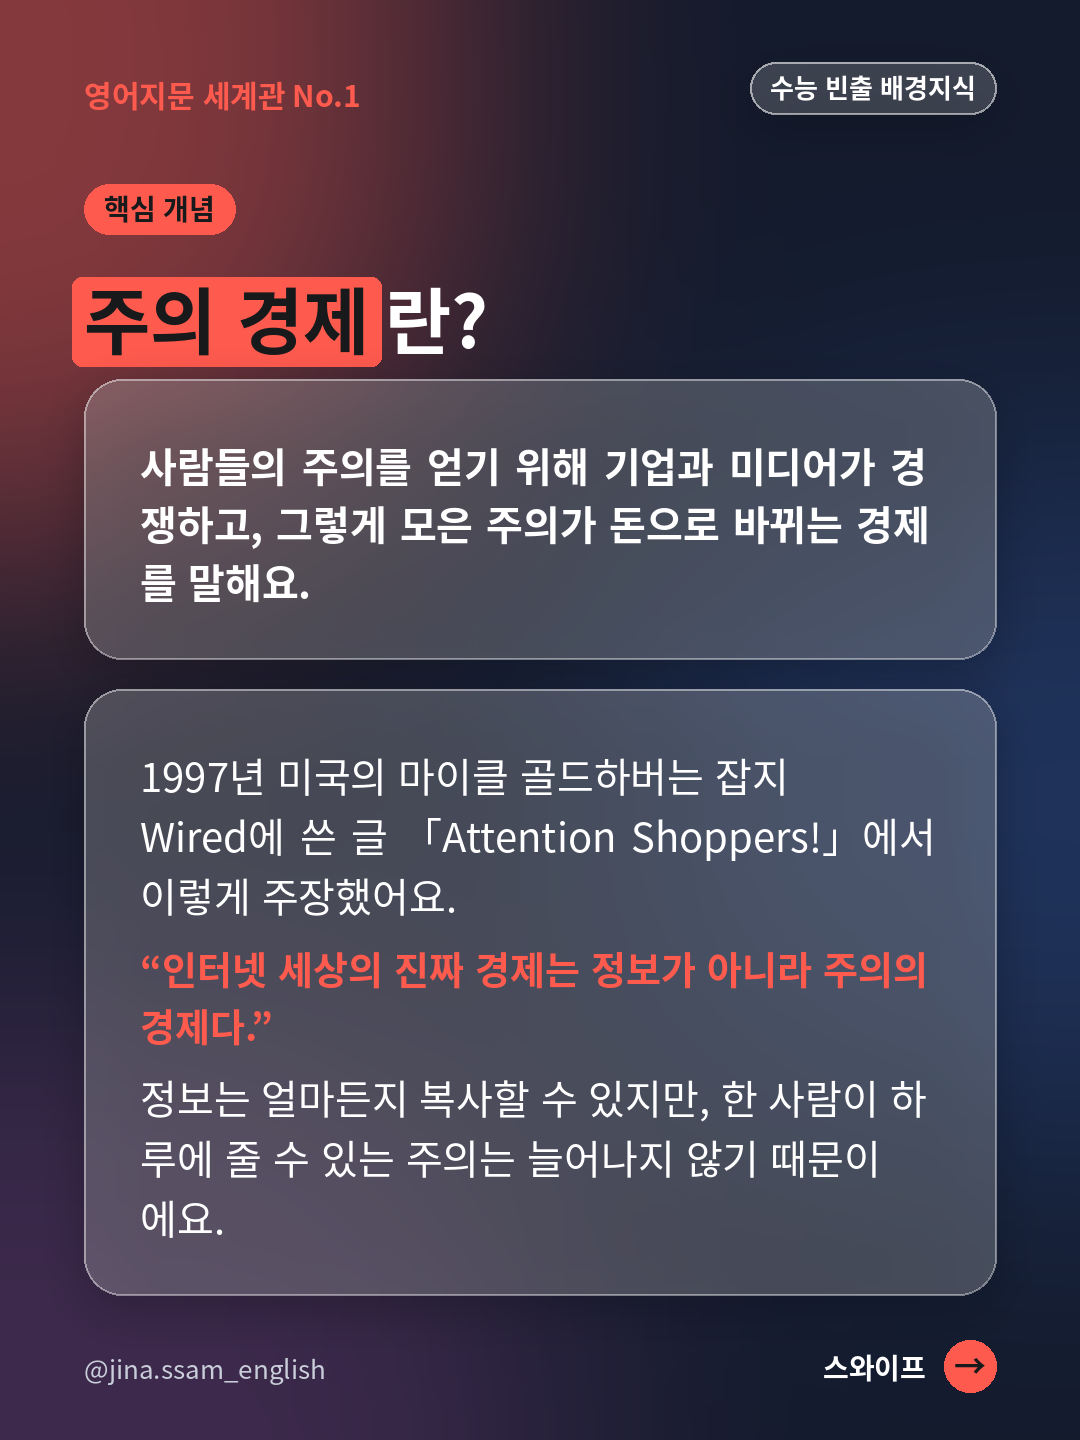 영어지문 세계관 No.1
수능 빈출 배경지식
핵심 개념
주의 경제란?
사람들의 주의를 얻기 위해 기업과 미디어가 경
쟁하고, 그렇게 모은 주의가 돈으로 바뀌는 경제
를 말해요.
1997년 미국의 마이클 골드하버는 잡지
Wired에 쓴 글 「Attention Shoppers!」에서
이렇게 주장했어요.
“인터넷 세상의 진짜 경제는 정보가 아니라 주의의
경제다.”
정보는 얼마든지 복사할 수 있지만, 한 사람이 하
루에 줄 수 있는 주의는 늘어나지 않기 때문이
에요.
@jina.ssam_english
스와이프 →